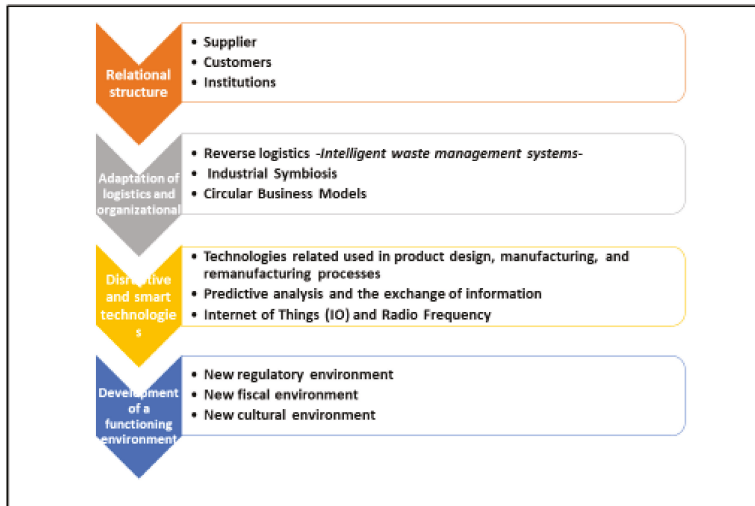 Relational
structure
• Supplier
• Customers
• Institutions
Adaptation of
logistics and
organizational
• Reverse logistics -Intelligent waste management systems-
• Industrial Symbiosis
• Circular Business Models
Disruptive
and smart
technologie
s
• Technologies related used in product design, manufacturing, and
remanufacturing processes
• Predictive analysis and the exchange of information
• Internet of Things (IO) and Radio Frequency
Development
of a
functioning
environment
• New regulatory environment
• New fiscal environment
• New cultural environment